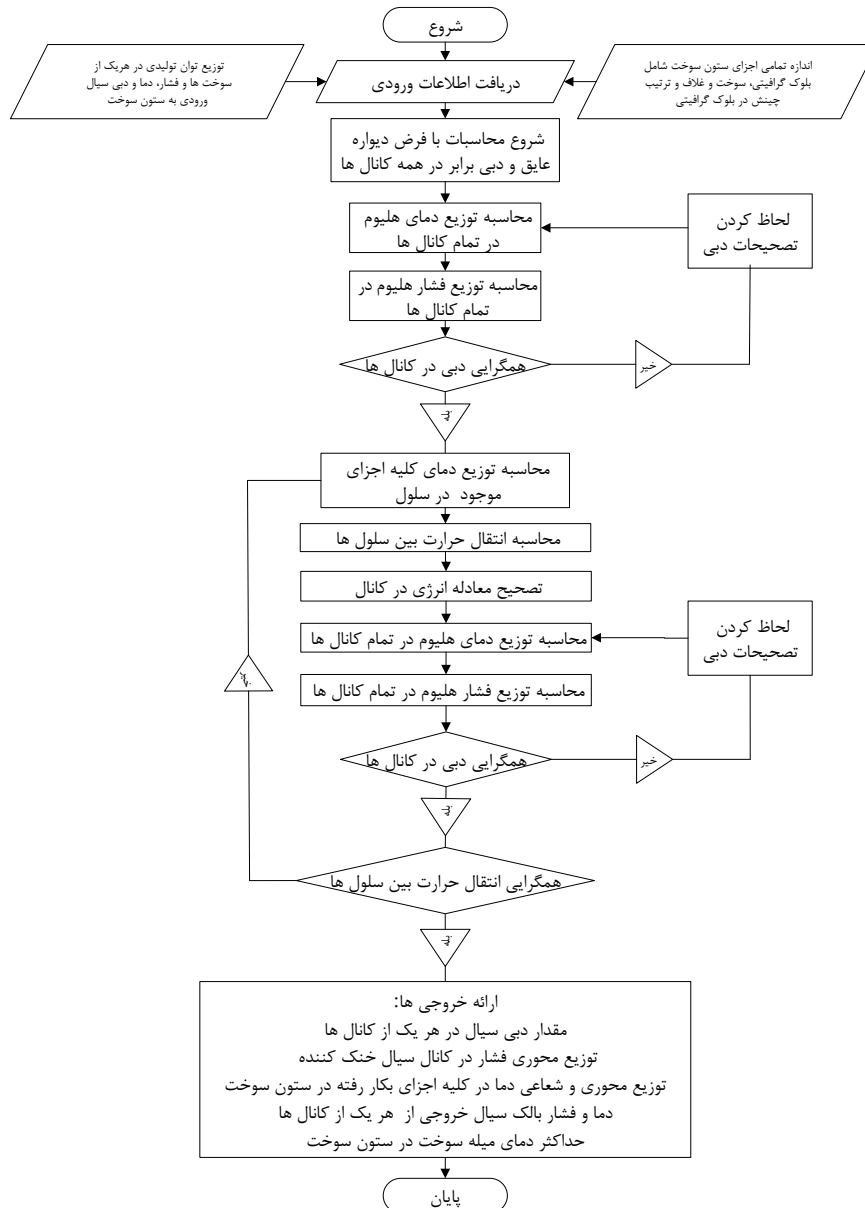 شروع
توزیع توان تولیدی در هریک از
سوخت ها و فشار، دما و دبی سیال
ورودی به ستون سوخت
دریافت اطلاعات ورودی
اندازه تمامی اجزای ستون سوخت شامل
بلوک گرافیتی، سوخت و غلاف و ترتیب
چینش در بلوک گرافیتی
شروع محاسبات با فرض دیواره
عایق و دبی برابر در همه کانال ها
محاسبه توزیع دمای هلیوم
در تمام کانال ها
لحاظ کردن
تصحیحات دبی
محاسبه توزیع فشار هلیوم در
تمام کانال ها
همگرایی دبی در کانال ها
خیر
بله
محاسبه توزیع دمای کلیه اجزای
موجود در سلول
محاسبه انتقال حرارت بین سلول ها
تصحیح معادله انرژی در کانال
محاسبه توزیع دمای هلیوم در تمام کانال ها
لحاظ کردن
تصحیحات دبی
محاسبه توزیع فشار هلیوم در تمام کانال ها
خیر
همگرایی دبی در کانال ها
خیر
بله
همگرایی انتقال حرارت بین سلول ها
بله
ارائه خروجی ها:
مقدار دبی سیال در هر یک از کانال ها
توزیع محوری فشار در کانال سیال خنک کننده
توزیع محوری و شعاعی دما در کلیه اجزای بکار رفته در ستون سوخت
دما و فشار بالک سیال خروجی از هر یک از کانال ها
حداکثر دمای میله سوخت در ستون سوخت
پایان